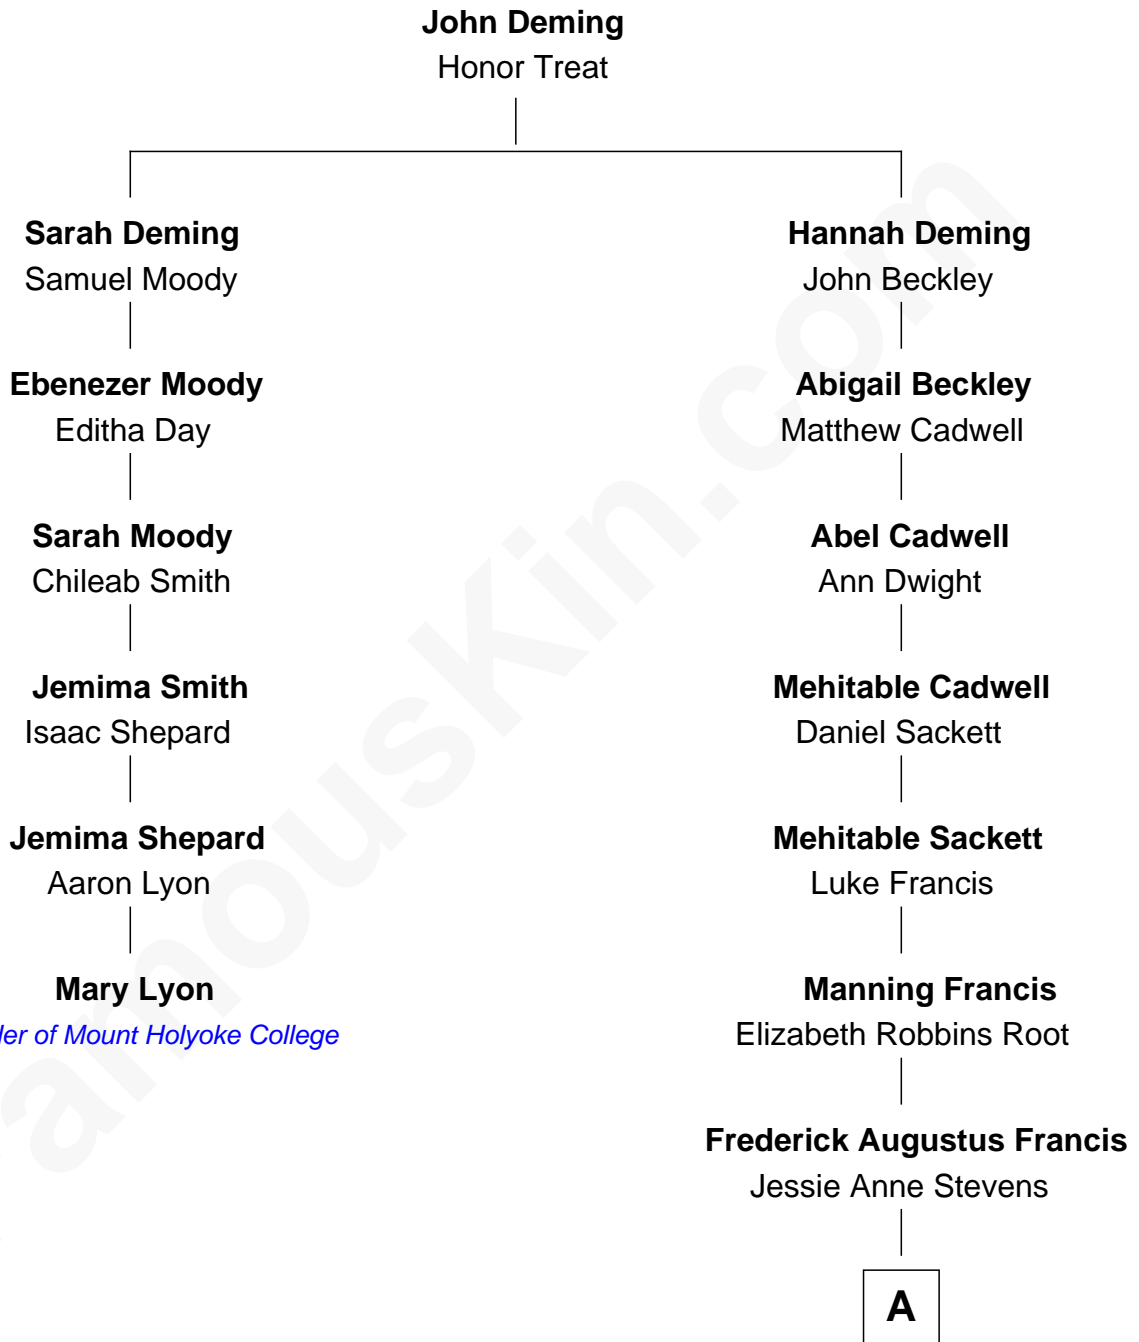 John Deming
Honor Treat
Sarah Deming
Samuel Moody
Hannah Deming
John Beckley
Ebenezer Moody
Editha Day
Abigail Beckley
Matthew Cadwell
Sarah Moody
Chileab Smith
Abel Cadwell
Ann Dwight
Jemima Smith
Isaac Shepard
Mehitable Cadwell
Daniel Sackett
Jemima Shepard
Aaron Lyon
Mehitable Sackett
Luke Francis
Mary Lyon
der of Mount Holyoke College
Manning Francis
Elizabeth Robbins Root
Frederick Augustus Francis
Jessie Anne Stevens
A
amousKin.com